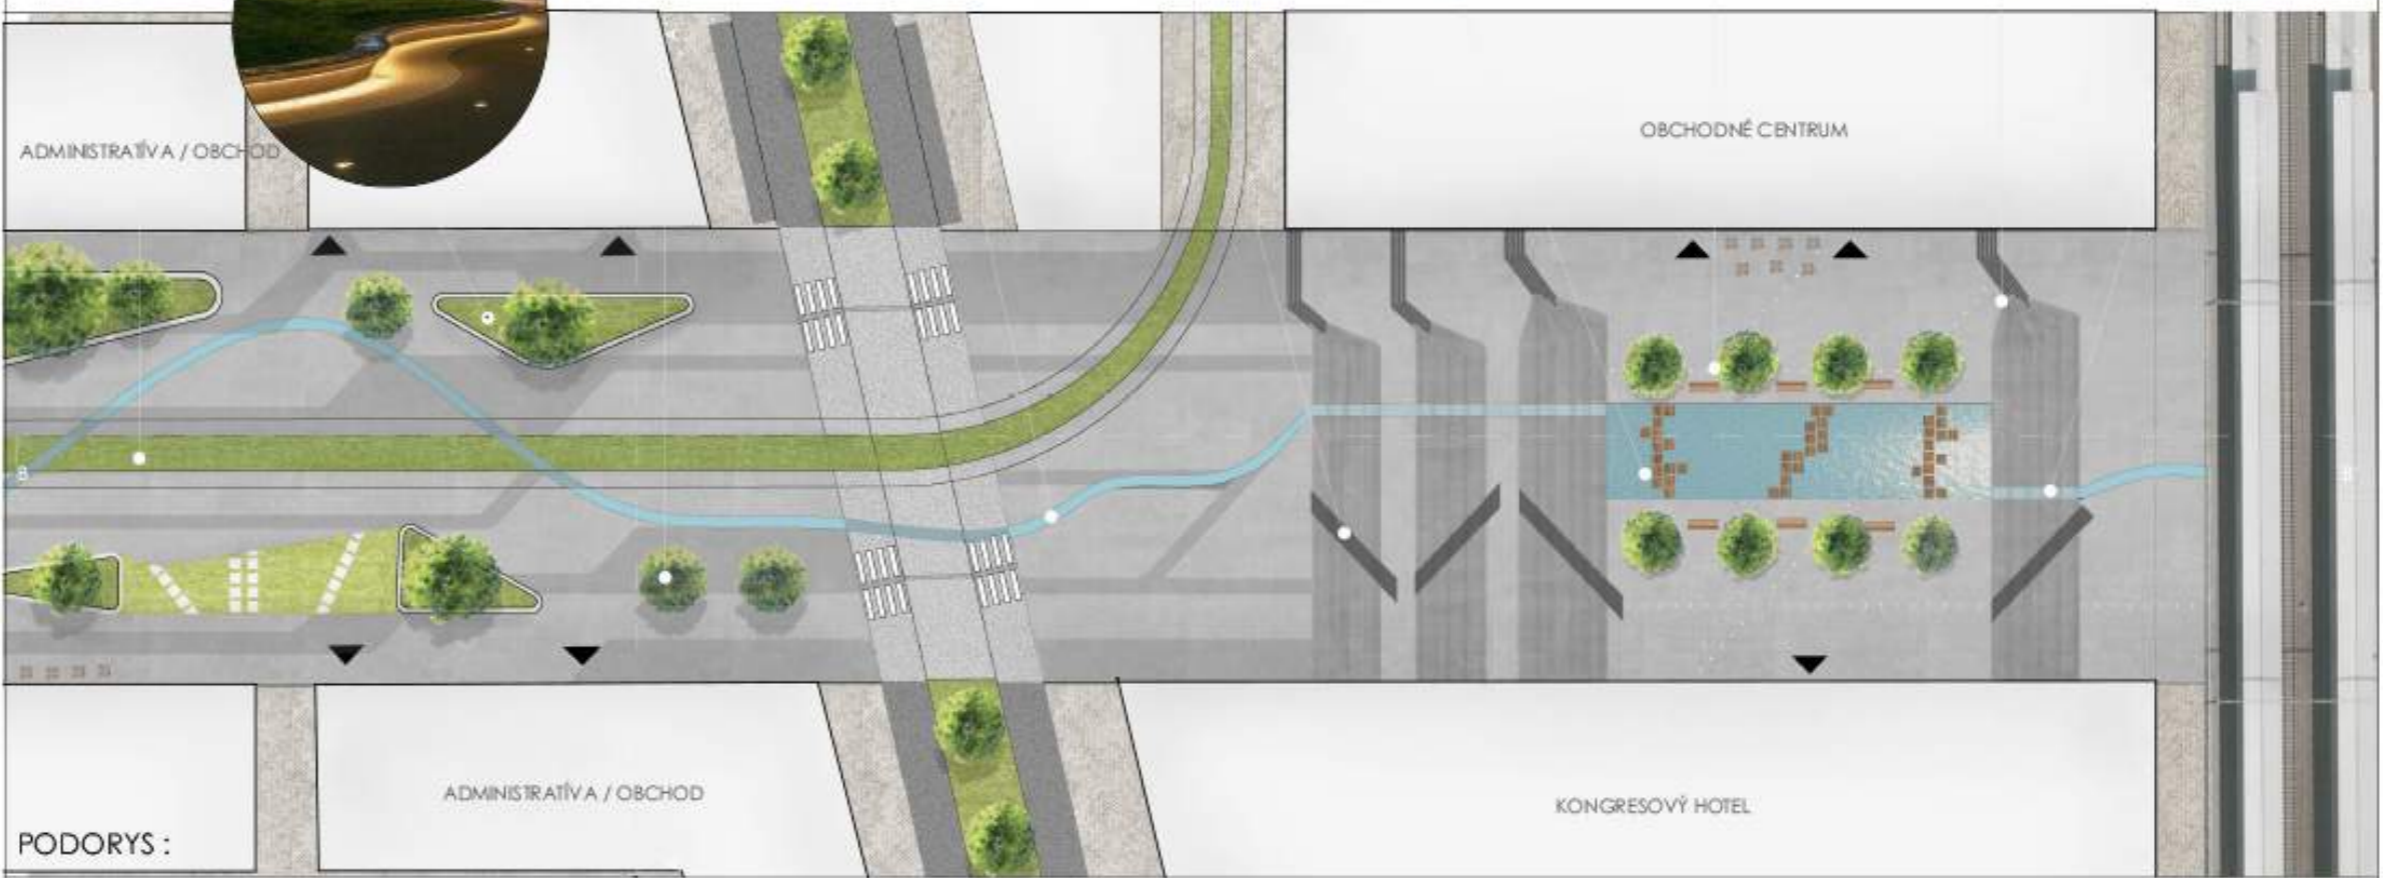 ADMINISTRATÍVA / OBCHOD
OBCHODNÉ CENTRUM
B
ADMINISTRATÍVA / OBCHOD
KONGRESOVÝ HOTEL
PODORYS :